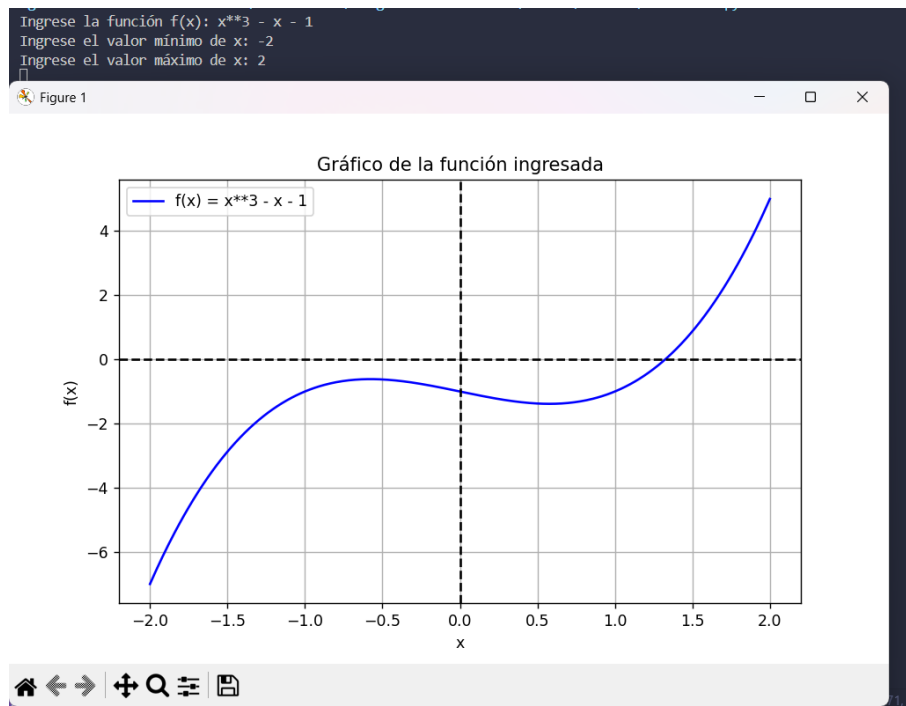 Ingrese la función f(x): x**3 - x - 1
Ingrese el valor mínimo de x: -2
Ingrese el valor máximo de x: 2
Figure 1
Gráfico de la función ingresada
f(x) = x**3 - x - 1
4
2
0
−2
−4
−6
f(x)
−2.0 −1.5 −1.0 −0.5 0.0 0.5 1.0 1.5 2.0
x